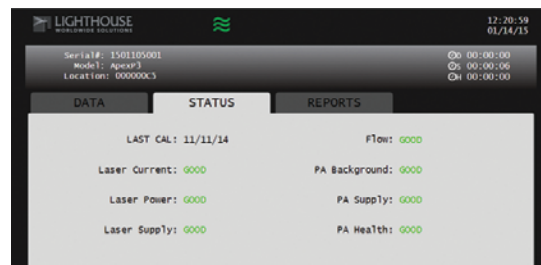 LIGHTHOUSE
WORLDWIDE SOLUTIONS
12:20:59
01/14/15
Serial#: 1501105001
Model: ApexP3
Location: 000000C5
D 00:00:00
S 00:00:06
H 00:00:00
DATA STATUS REPORTS
LAST CAL: 11/11/14 Flow: GOOD
Laser Current: GOOD PA Background: GOOD
Laser Power: GOOD PA Supply: GOOD
Laser Supply: GOOD PA Health: GOOD